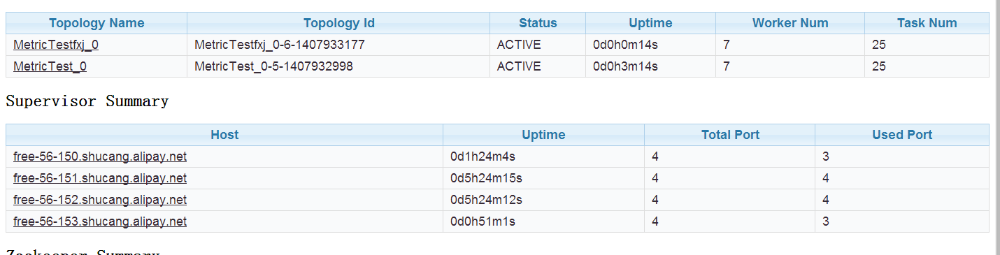 Topology Name Topology Id Status Uptime Worker Num Task Num
MetricTestfxj_0 MetricTestfxj_0-6-1407933177 ACTIVE 0d0h0m14s 7 25
MetricTest_0 MetricTest_0-5-1407932998 ACTIVE 0d0h3m14s 7 25
Supervisor Summary
Host Uptime Total Port Used Port
free-56-150.shucang.alipay.net 0d1h24m4s 4 3
free-56-151.shucang.alipay.net 0d5h24m15s 4 4
free-56-152.shucang.alipay.net 0d5h24m12s 4 4
free-56-153.shucang.alipay.net 0d0h51m1s 4 3
Zookeeper Summary